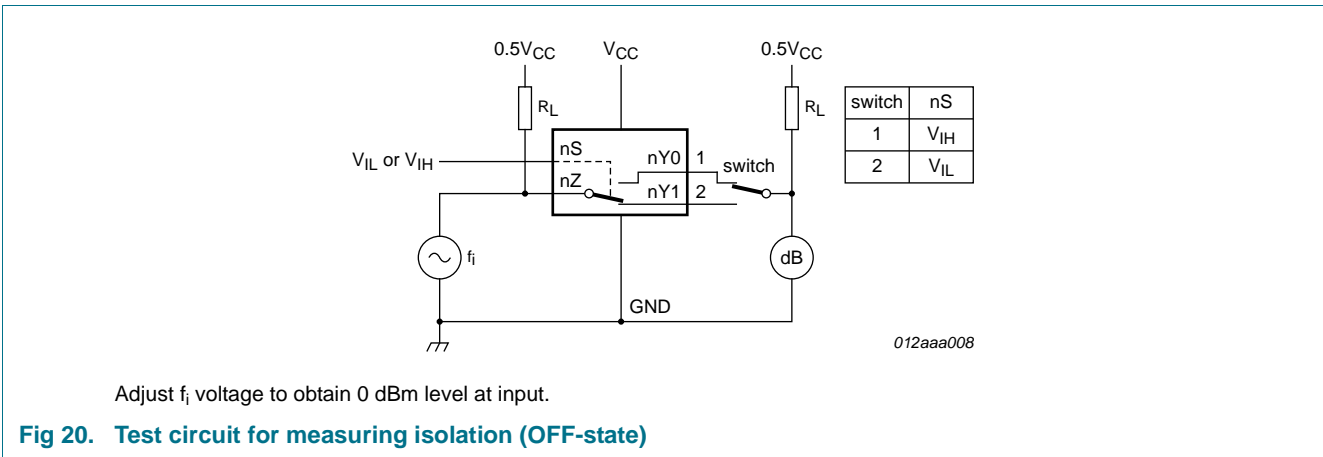 0.5VCC VCC 0.5VCC
RL RL
switch nS
1 VIH
2 VIL
VIL or VIH
nS nY0 1 switch
nZ nY1 2
fi dB
GND
012aaa008
Adjust fi voltage to obtain 0 dBm level at input.
Fig 20. Test circuit for measuring isolation (OFF-state)